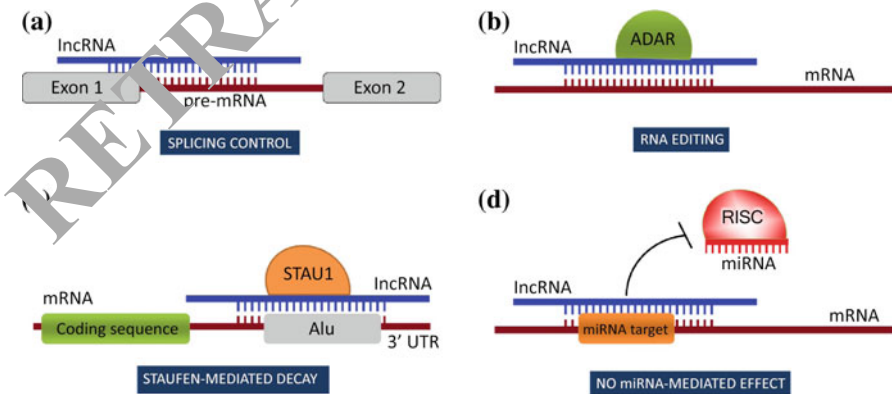 (a)
lncRNA
Exon 1
pre-mRNA
Exon 2
SPLICING CONTROL
(b)
ADAR
lncRNA
mRNA
RNA EDITING
STAU1
mRNA
lncRNA
Coding sequence
Alu
3' UTR
STAUFEN-MEDIATED DECAY
(d)
RISC
miRNA
lncRNA
mRNA
miRNA target
NO miRNA-MEDIATED EFFECT
RETRA